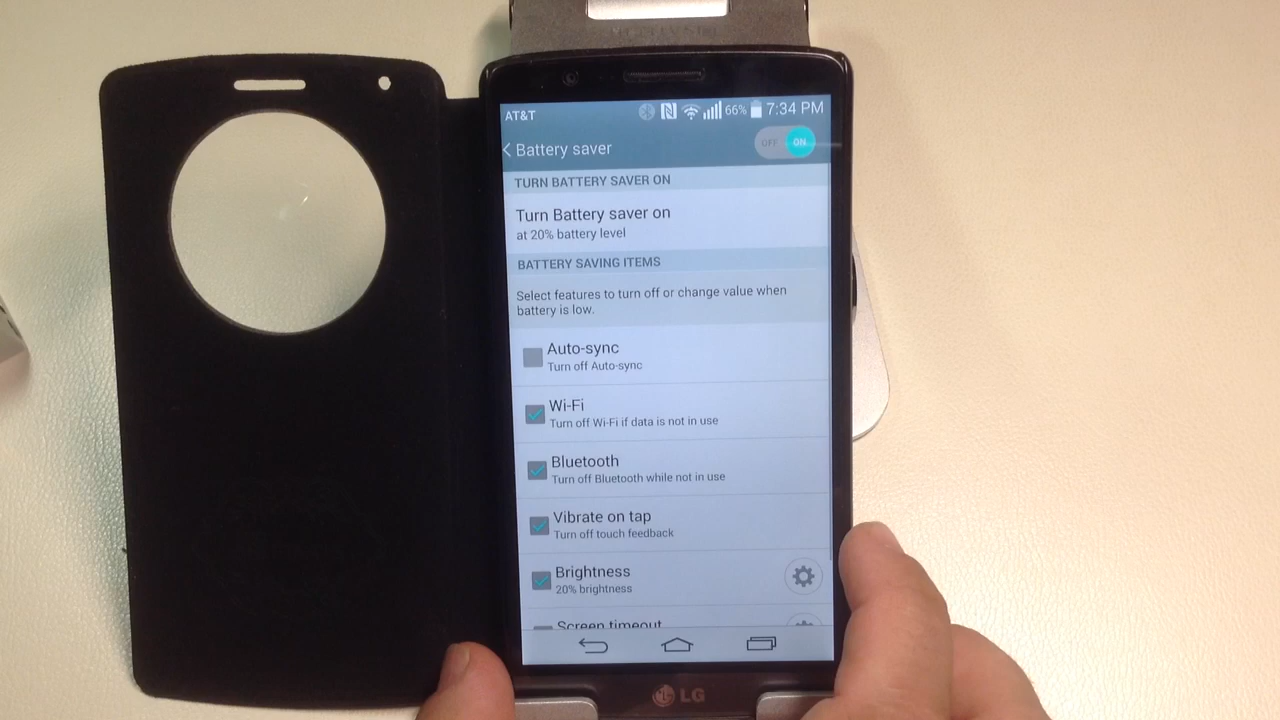 AT&T 66% 7:34 PM
Battery saver OFF ON
TURN BATTERY SAVER ON
Turn Battery saver on
at 20% battery level
BATTERY SAVING ITEMS
Select features to turn off or change value when
battery is low.
Auto-sync
Turn off Auto-sync
Wi-Fi
Turn off Wi-Fi if data is not in use
Bluetooth
Turn off Bluetooth while not in use
Vibrate on tap
Turn off touch feedback
Brightness
20% brightness
Screen timeout
LG